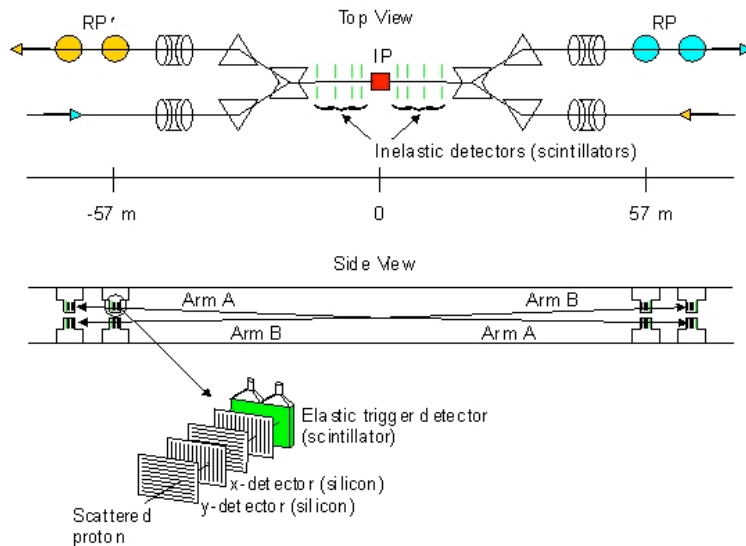 Top View
RP'
RP
IP
Inelastic detectors (scintillators)
-57 m
0
57 m
Side View
Arm A
Arm B
Arm B
Arm A
Elastic trigger detector
(scintillator)
x-detector (silicon)
y-detector (silicon)
Scattered
proton